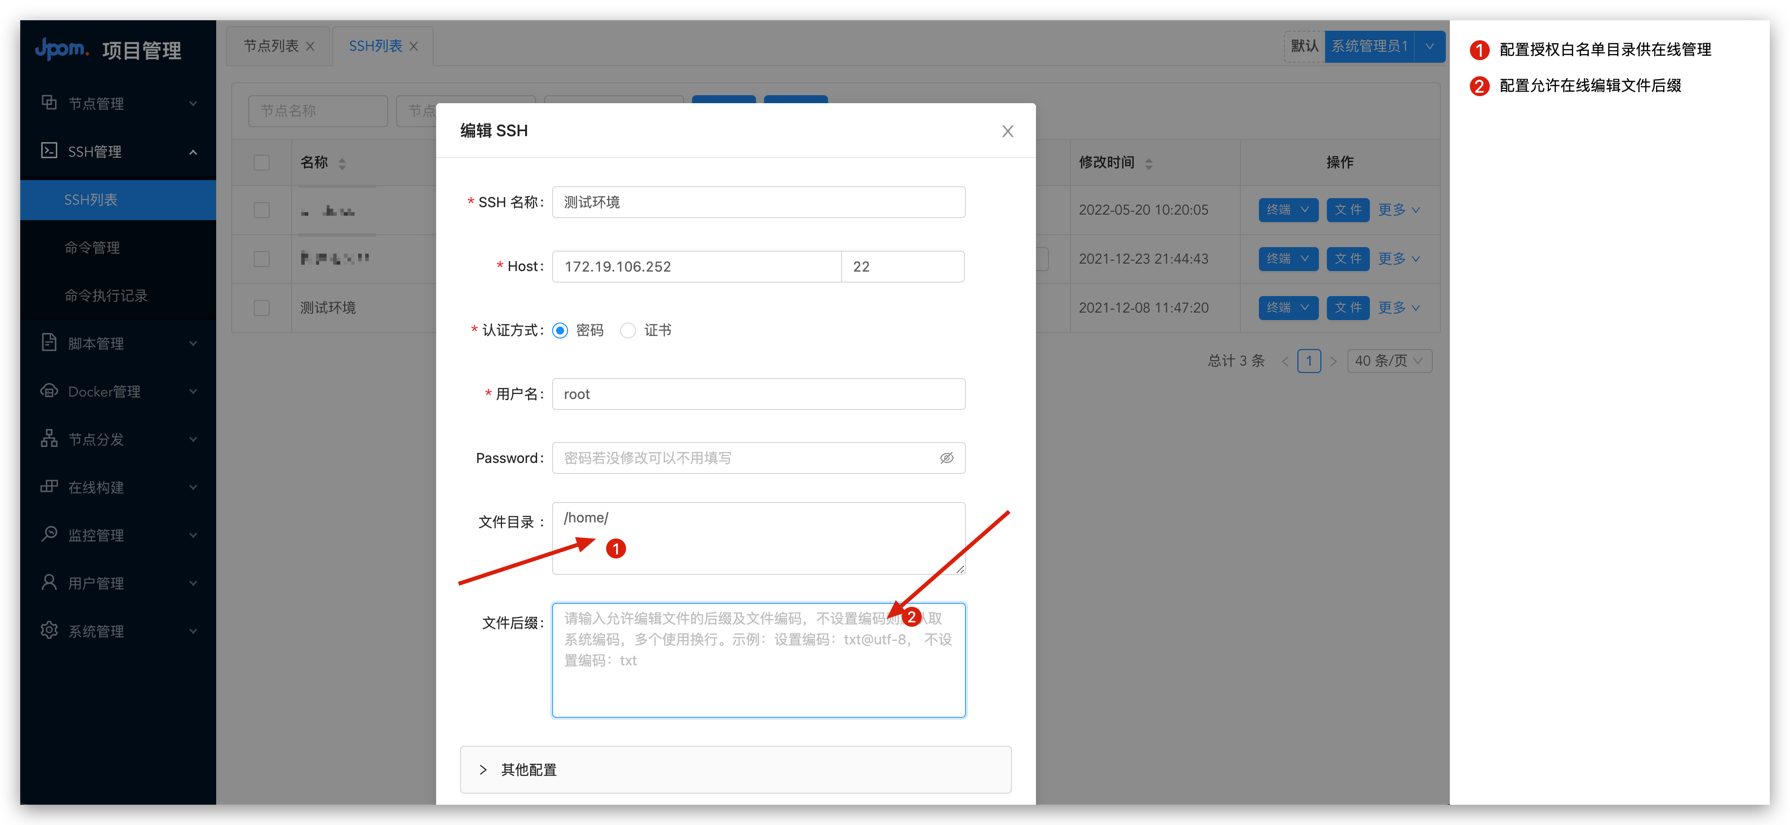 Jpom. 项目管理
节点管理
SSH管理
SSH列表
命令管理
命令执行记录
脚本管理
Docker管理
节点分发
在线构建
监控管理
用户管理
系统管理
节点列表
SSH列表
默认
系统管理员1
节点名称
节点
名称
修改时间
操作
2022-05-20 10:20:05
终端
文件
更多
2021-12-23 21:44:43
终端
文件
更多
测试环境
2021-12-08 11:47:20
终端
文件
更多
总计 3 条
1
40 条/页
编辑 SSH
* SSH 名称: 测试环境
* Host: 172.19.106.252 22
* 认证方式: 密码 证书
* 用户名: root
Password: 密码若没修改可以不用填写
文件目录: /home/
1
文件后缀: 请输入允许编辑文件的后缀及文件编码，不设置编码则 取
2
系统编码，多个使用换行。示例：设置编码：txt@utf-8， 不设
置编码：txt
其他配置
1 配置授权白名单目录供在线管理
2 配置允许在线编辑文件后缀